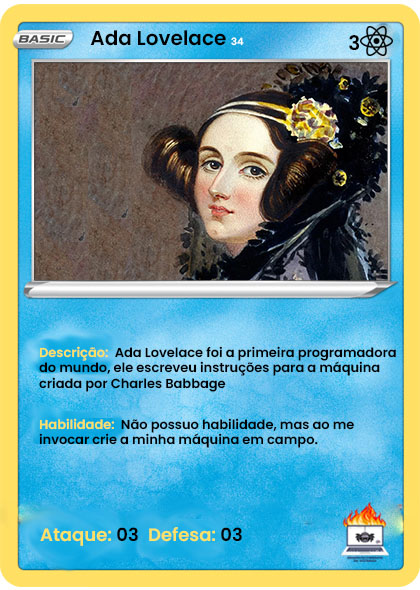 BASIC Ada Lovelace 34 3
Descrição: Ada Lovelace foi a primeira programadora
do mundo, ele escreveu instruções para a máquina
criada por Charles Babbage
Habilidade: Não possuo habilidade, mas ao me
invocar crie a minha máquina em campo.
Ataque: 03 Defesa: 03